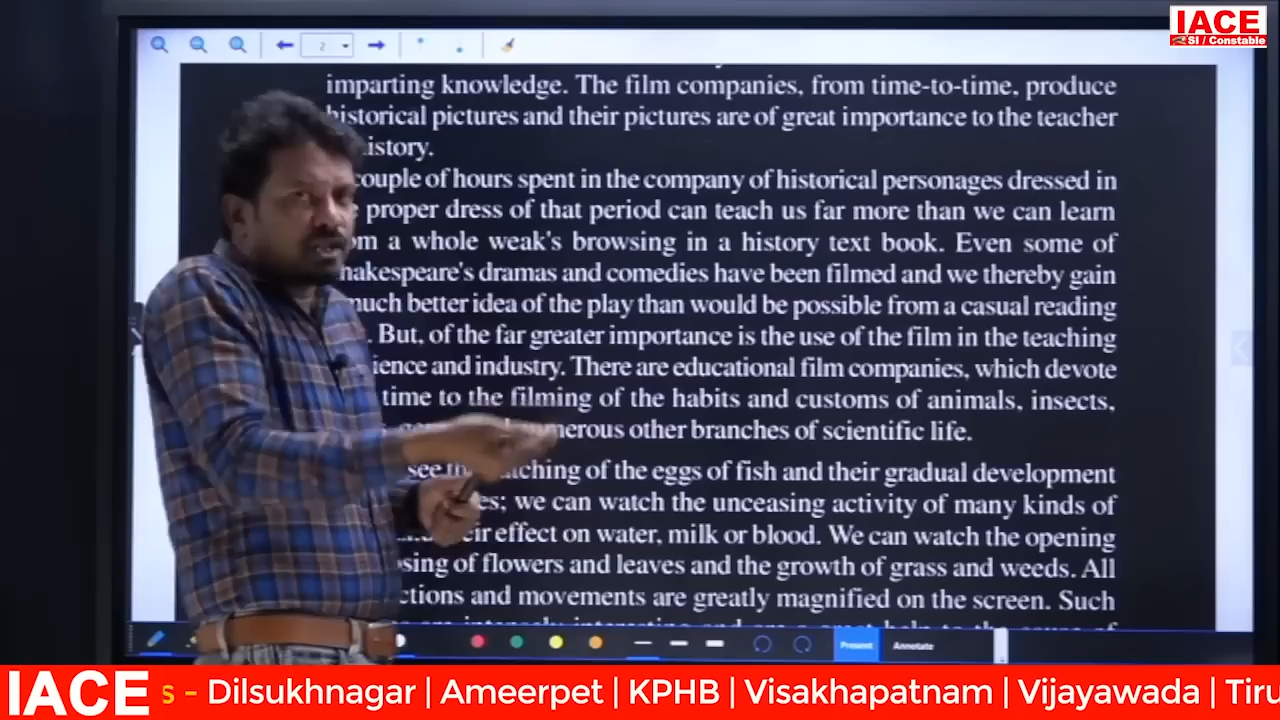 IACE
SI / Constable
2
imparting knowledge. The film companies, from time-to-time, produce
historical pictures and their pictures are of great importance to the teacher
istory.
couple of hours spent in the company of historical personages dressed in
proper dress of that period can teach us far more than we can learn
om a whole weak's browsing in a history text book. Even some of
hakespeare's dramas and comedies have been filmed and we thereby gain
much better idea of the play than would be possible from a casual reading
. But, of the far greater importance is the use of the film in the teaching
ience and industry. There are educational film companies, which devote
time to the filming of the habits and customs of animals, insects,
merous other branches of scientific life.
see the hatching of the eggs of fish and their gradual development
es; we can watch the unceasing activity of many kinds of
eir effect on water, milk or blood. We can watch the opening
osing of flowers and leaves and the growth of grass and weeds. All
ctions and movements are greatly magnified on the screen. Such
Present Annotate
IACE s - Dilsukhnagar | Ameerpet | KPHB | Visakhapatnam | Vijayawada | Tiru